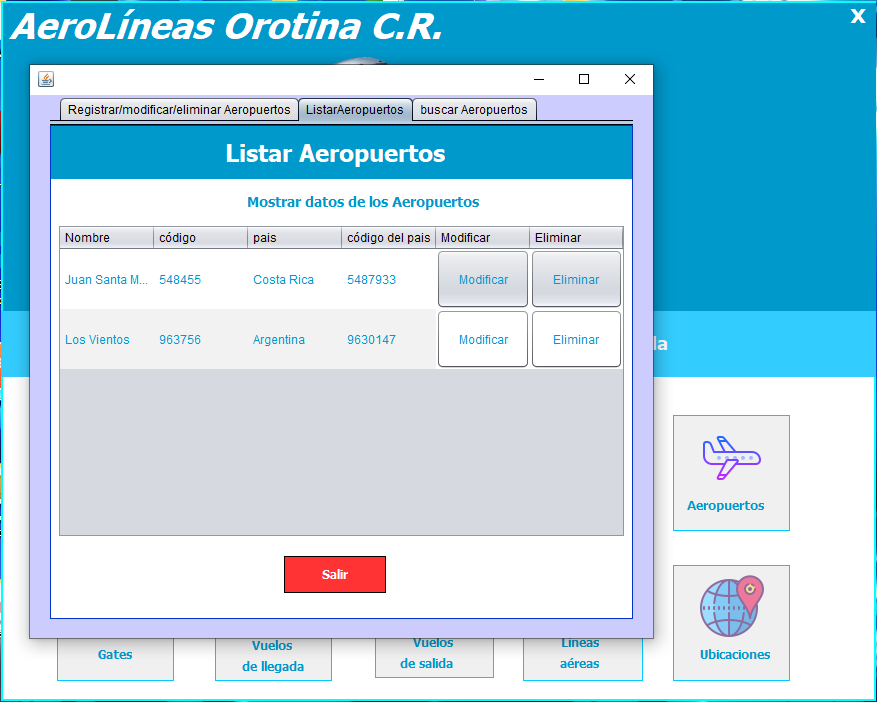 AeroLíneas Orotina C.R.
X
Registrar/modificar/eliminar Aeropuertos ListarAeropuertos buscar Aeropuertos
Listar Aeropuertos
Mostrar datos de los Aeropuertos
Nombre código pais código del pais Modificar Eliminar
Juan Santa M... 548455 Costa Rica 5487933 Modificar Eliminar
Los Vientos 963756 Argentina 9630147 Modificar Eliminar
Salir
Aeropuertos
Gates
Vuelos
de llegada
Vuelos
de salida
Líneas
aéreas
Ubicaciones